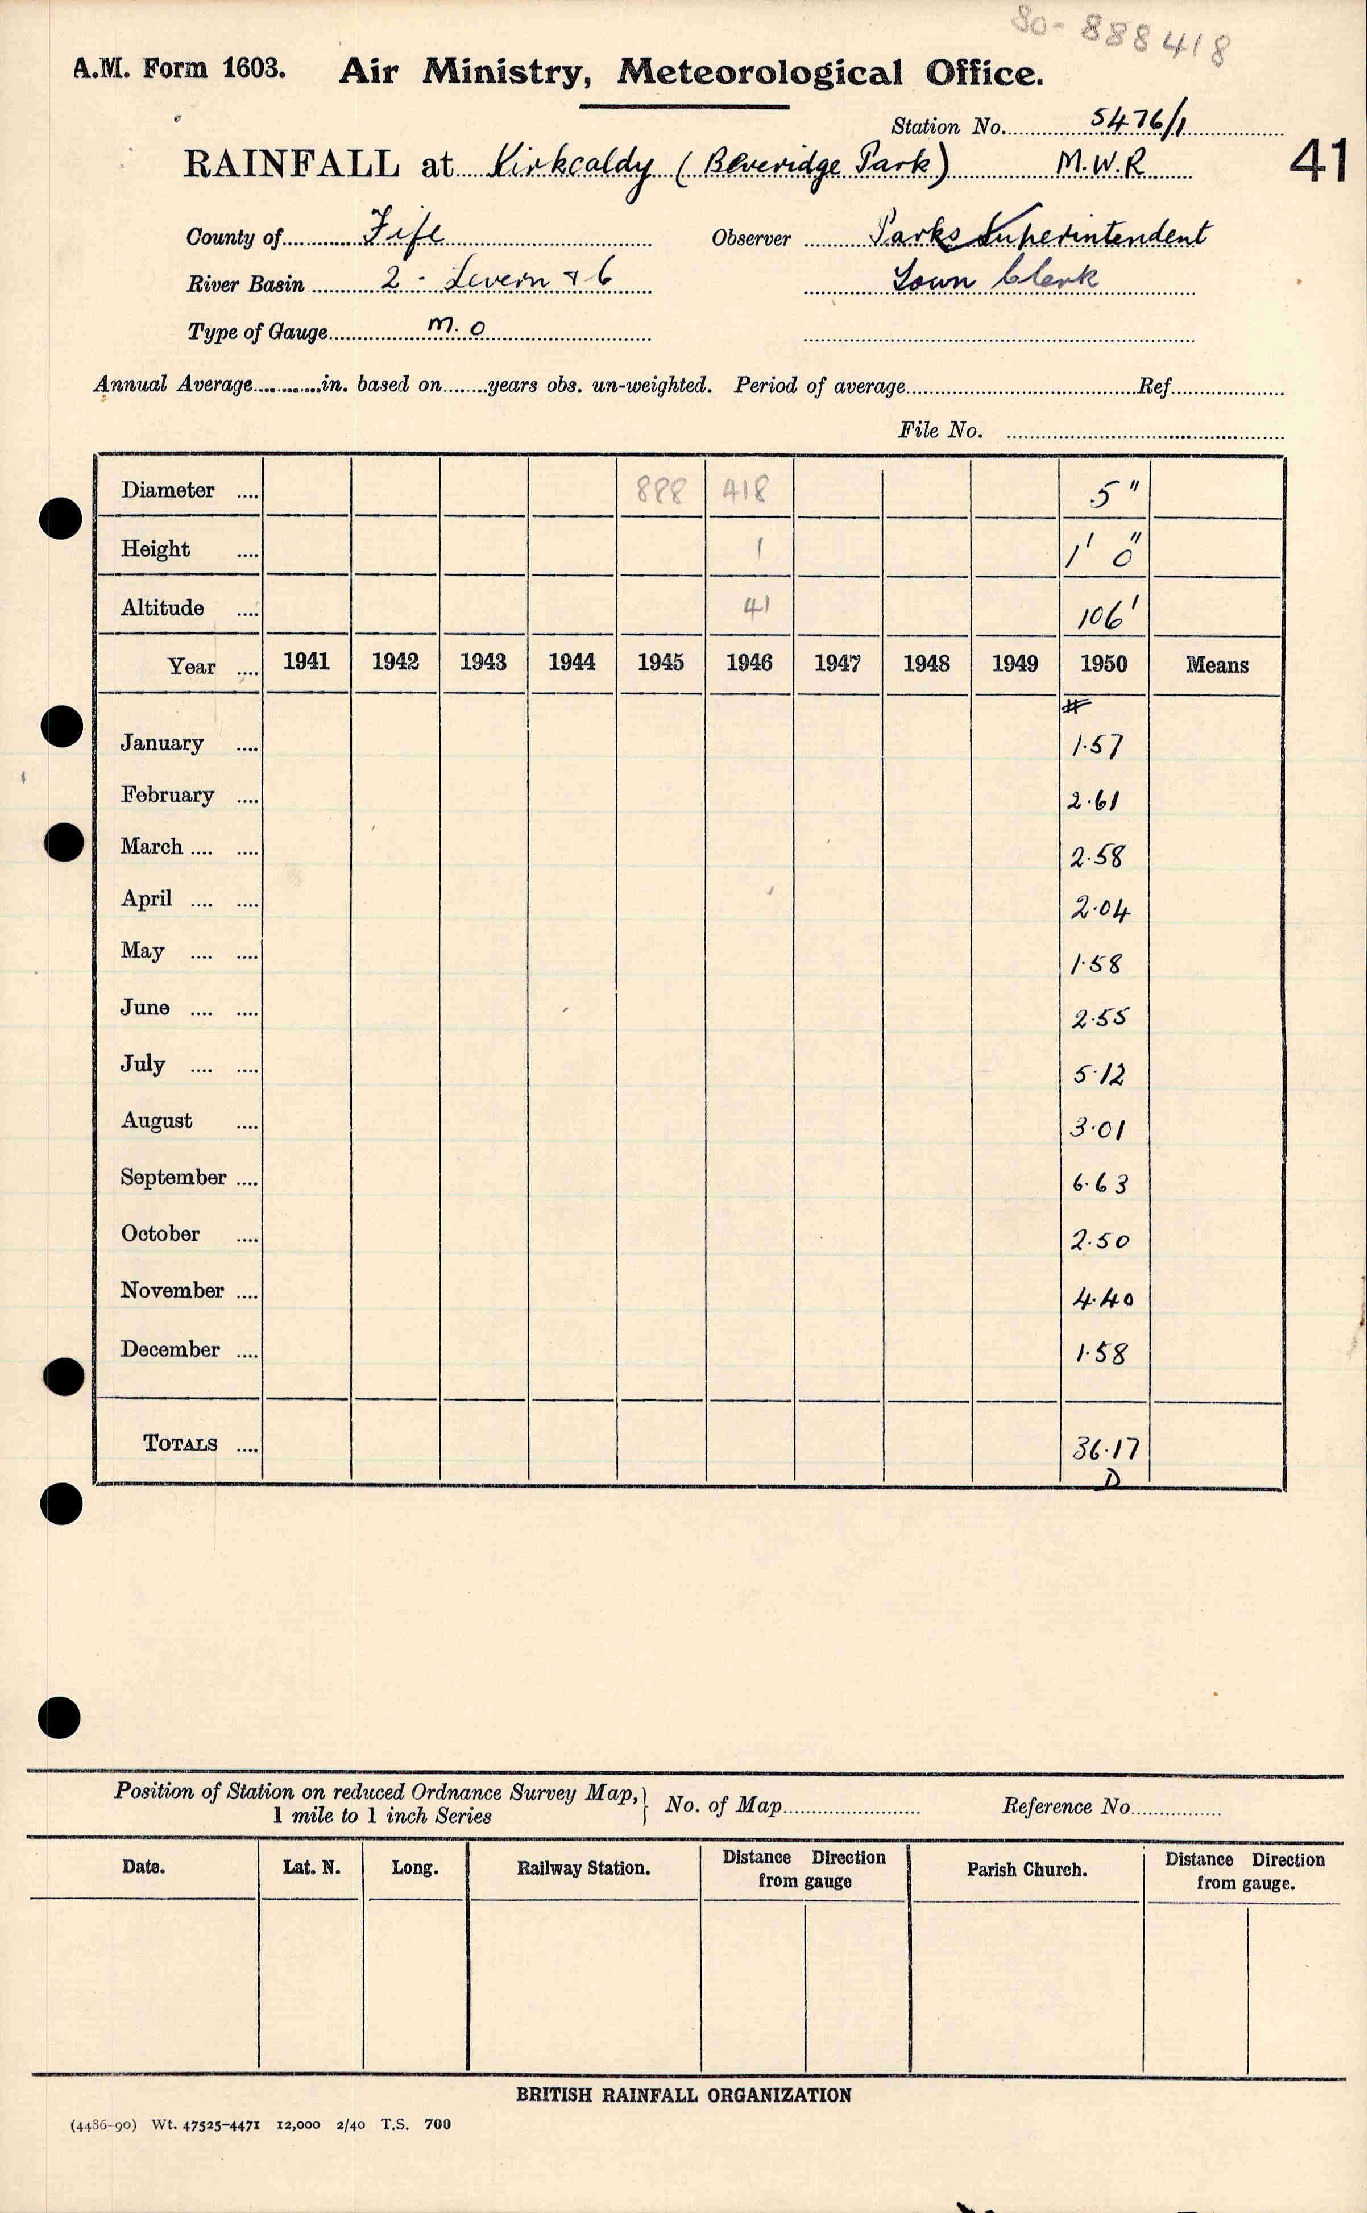 80-888418
A.M. Form 1603. Air Ministry, Meteorological Office.
Station No. 5476/1
RAINFALL at Kirkcaldy (Beveridge Park) M.W.R 41
County of Fife Observer Parks Superintendent
River Basin 2 - Leven & 6 Town Clerk
Type of Gauge M.O
Annual Average in. based on years obs. un-weighted. Period of average Ref.
File No.
Diameter .... 888 418 5"
Height .... 1 1' 0"
Altitude .... 41 106'
Year .... 1941 1942 1943 1944 1945 1946 1947 1948 1949 1950 Means
#
January .... 1.57
February .... 2.61
March .... .... 2.58
April .... .... 2.04
May .... .... 1.58
June .... .... 2.55
July .... .... 5.12
August .... 3.01
September .... 6.63
October .... 2.50
November .... 4.40
December .... 1.58
TOTALS .... 36.17
D
Position of Station on reduced Ordnance Survey Map, 1 mile to 1 inch Series } No. of Map Reference No.
Date. Lat. N. Long. Railway Station. Distance Direction from gauge Parish Church. Distance Direction from gauge.
BRITISH RAINFALL ORGANIZATION
(4486-90) Wt. 47525-4471 12,000 2/40 T.S. 700